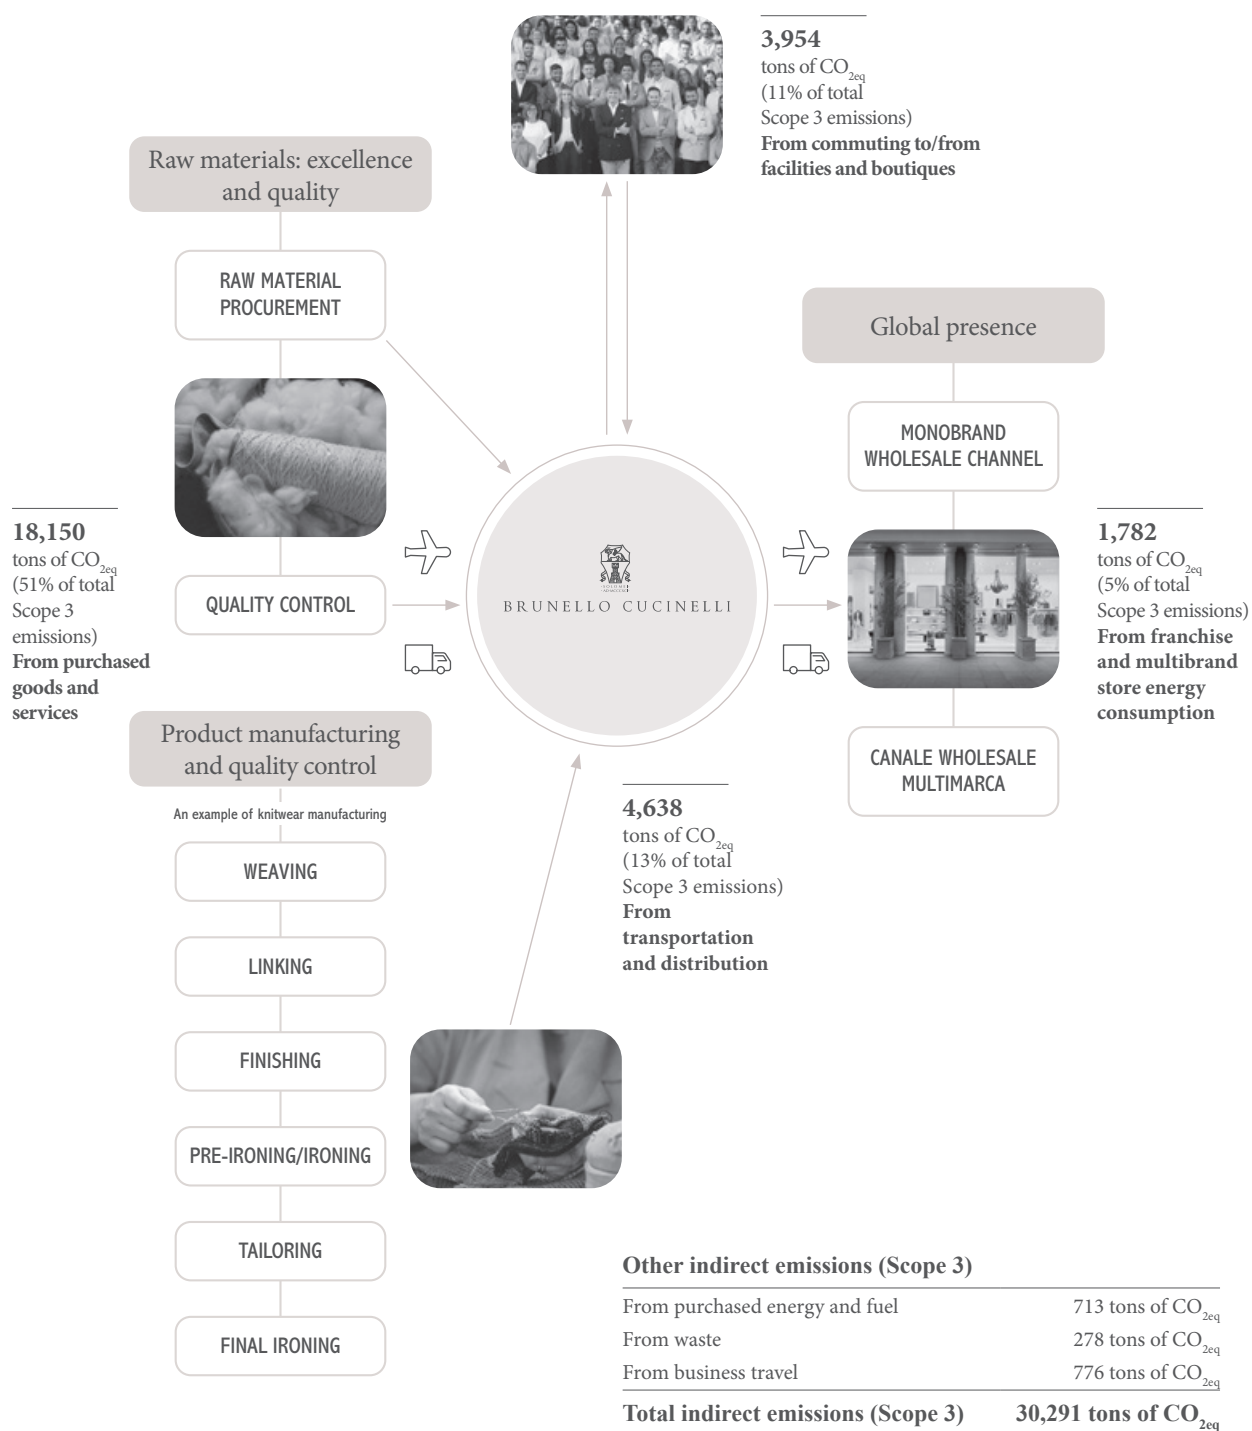 3,954
tons of CO2eq
(11% of total
Scope 3 emissions)
From commuting to/from
facilities and boutiques
Raw materials: excellence
and quality
RAW MATERIAL
PROCUREMENT
QUALITY CONTROL
18,150
tons of CO2eq
(51% of total
Scope 3
emissions)
From purchased
goods and
services
BRUNELLO CUCINELLI
Global presence
MONOBRAND
WHOLESALE CHANNEL
CANALE WHOLESALE
MULTIMARCA
1,782
tons of CO2eq
(5% of total
Scope 3 emissions)
From franchise
and multibrand
store energy
consumption
Product manufacturing
and quality control
An example of knitwear manufacturing
WEAVING
LINKING
FINISHING
PRE-IRONING/IRONING
TAILORING
FINAL IRONING
4,638
tons of CO2eq
(13% of total
Scope 3 emissions)
From
transportation
and distribution
Other indirect emissions (Scope 3)
From purchased energy and fuel 713 tons of CO2eq
From waste 278 tons of CO2eq
From business travel 776 tons of CO2eq
Total indirect emissions (Scope 3) 30,291 tons of CO2eq